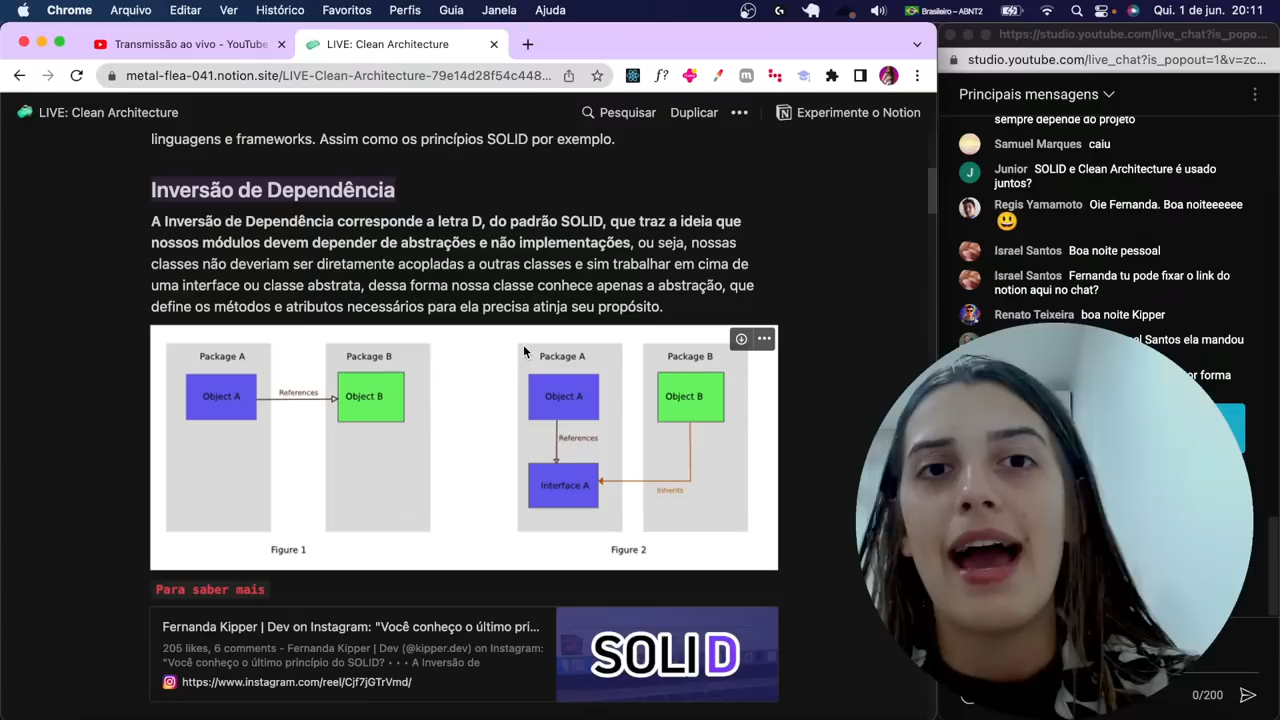 Chrome Arquivo Editar Ver Histórico Favoritos Perfis Guia Janela Ajuda
Brasileiro – ABNT2 Qui. 1 de jun. 20:11
Transmissão ao vivo - YouTube
LIVE: Clean Architecture
metal-flea-041.notion.site/LIVE-Clean-Architecture-79e14d28f54c448...
f?
LIVE: Clean Architecture
Pesquisar Duplicar Experimente o Notion
linguagens e frameworks. Assim como os princípios SOLID por exemplo.
Inversão de Dependência
A Inversão de Dependência corresponde a letra D, do padrão SOLID, que traz a ideia que
nossos módulos devem depender de abstrações e não implementações, ou seja, nossas
classes não deveriam ser diretamente acopladas a outras classes e sim trabalhar em cima de
uma interface ou classe abstrata, dessa forma nossa classe conhece apenas a abstração, que
define os métodos e atributos necessários para ela precisa atinja seu propósito.
Package A Package B
Object A References Object B
Figure 1
Package A Package B
Object A Object B
References
Interface A
Inherits
Figure 2
Para saber mais
Fernanda Kipper | Dev on Instagram: "Você conheço o último pri...
205 likes, 6 comments - Fernanda Kipper | Dev (@kipper.dev) on Instagram:
"Você conheço o último princípio do SOLID? • • • A Inversão de
https://www.instagram.com/reel/Cjf7jGTrVmd/
SOLID
https://studio.youtube.com/live_chat?is_popo...
studio.youtube.com/live_chat?is_popout=1&v=zc...
Principais mensagens
sempre depende do projeto
Samuel Marques caiu
J
Junior SOLID e Clean Architecture é usado
juntos?
Regis Yamamoto Oie Fernanda. Boa noiteeeeee
Israel Santos Boa noite pessoal
Israel Santos Fernanda tu pode fixar o link do
notion aqui no chat?
Renato Teixeira boa noite Kipper
Santos ela mandou
forma
0/200